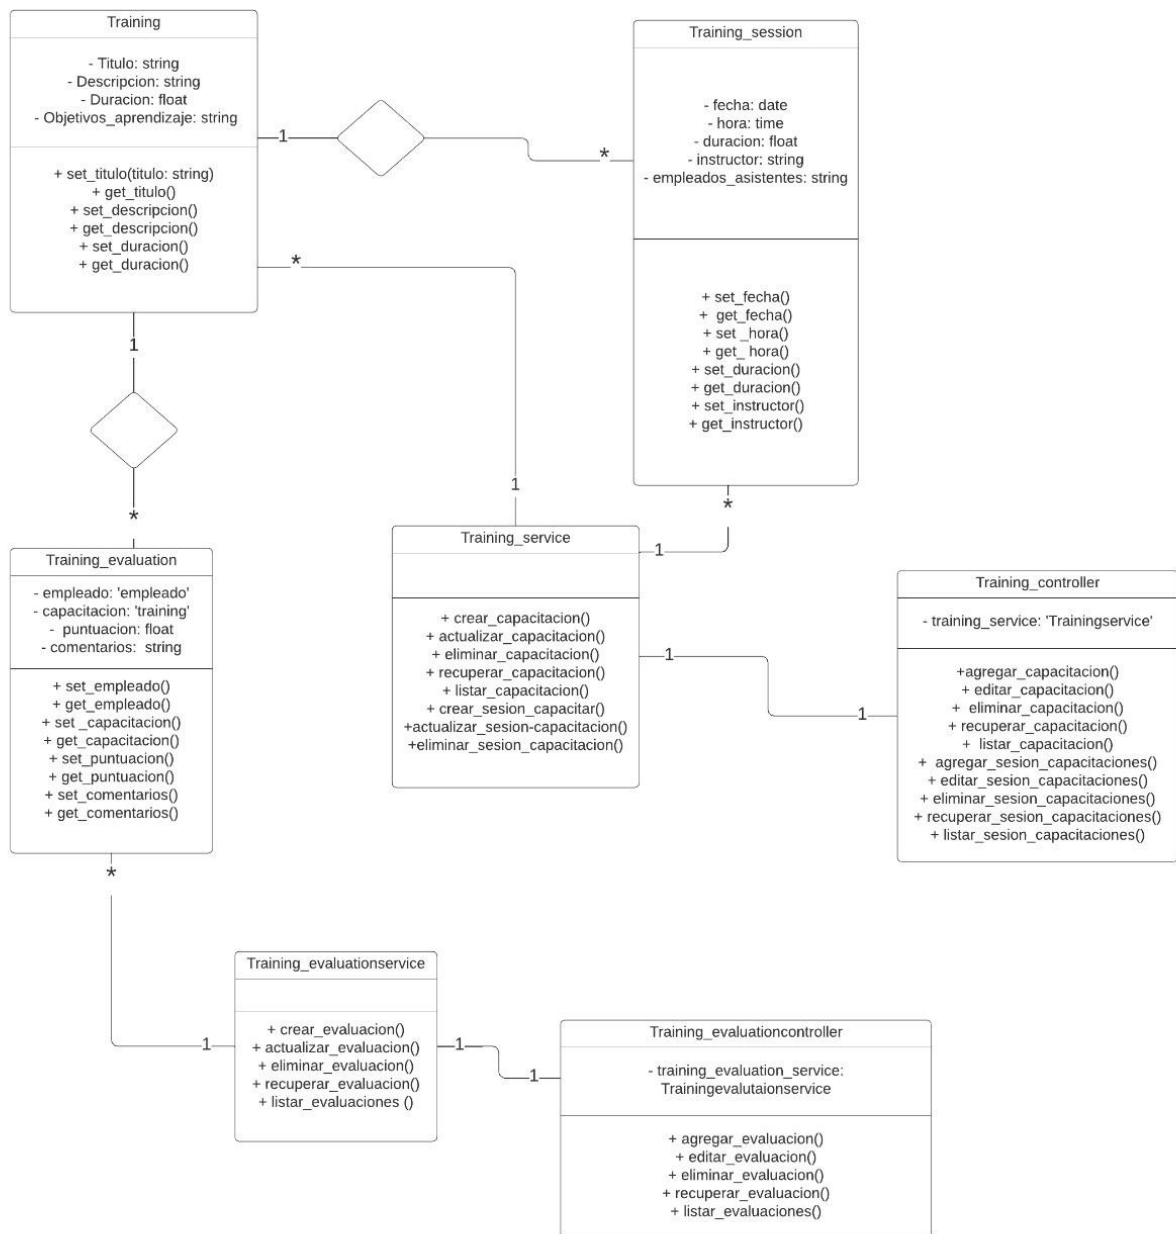 Training
- Titulo: string
- Descripcion: string
- Duracion: float
- Objetivos_aprendizaje: string
+ set_titulo(titulo: string)
+ get_titulo()
+ set_descripcion()
+ get_descripcion()
+ set_duracion()
+ get_duracion()
1
*
Training_session
- fecha: date
- hora: time
- duracion: float
- instructor: string
- empleados_asistentes: string
+ set_fecha()
+ get_fecha()
+ set _hora()
+ get_ hora()
+ set_duracion()
+ get_duracion()
+ set_instructor()
+ get_instructor()
*
1
1
*
Training_evaluation
- empleado: 'empleado'
- capacitacion: 'training'
- puntuacion: float
- comentarios: string
+ set_empleado()
+ get_empleado()
+ set _capacitacion()
+ get_capacitacion()
+ set_puntuacion()
+ get_puntuacion()
+ set_comentarios()
+ get_comentarios()
*
1
Training_service
+ crear_capacitacion()
+ actualizar_capacitacion()
+ eliminar_capacitacion()
+ recuperar_capacitacion()
+ listar_capacitacion()
+ crear_sesion_capacitar()
+actualizar_sesion-capacitacion()
+eliminar_sesion_capacitacion()
1
*
1
1
Training_controller
- training_service: 'Trainingservice'
+agregar_capacitacion()
+ editar_capacitacion()
+ eliminar_capacitacion()
+ recuperar_capacitacion()
+ listar_capacitacion()
+ agregar_sesion_capacitaciones()
+ editar_sesion_capacitaciones()
+ eliminar_sesion_capacitaciones()
+ recuperar_sesion_capacitaciones()
+ listar_sesion_capacitaciones()
Training_evaluationservice
+ crear_evaluacion()
+ actualizar_evaluacion()
+ eliminar_evaluacion()
+ recuperar_evaluacion()
+ listar_evaluaciones ()
1
1
Training_evaluationcontroller
- training_evaluation_service:
Trainingevalutaionservice
+ agregar_evaluacion()
+ editar_evaluacion()
+ eliminar_evaluacion()
+ recuperar_evaluacion()
+ listar_evaluaciones()